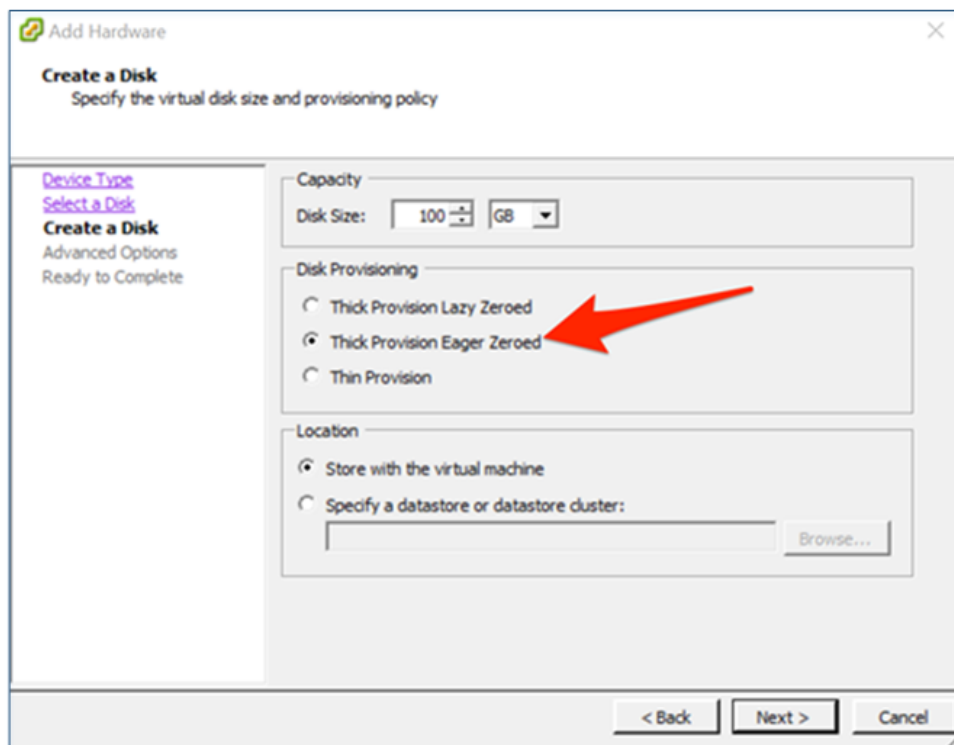 Add Hardware
Create a Disk
Specify the virtual disk size and provisioning policy
Device Type
Select a Disk
Create a Disk
Advanced Options
Ready to Complete
Capacity
Disk Size: 100 GB
Disk Provisioning
Thick Provision Lazy Zeroed
Thick Provision Eager Zeroed
Thin Provision
Location
Store with the virtual machine
Specify a datastore or datastore cluster:
Browse...
< Back Next > Cancel